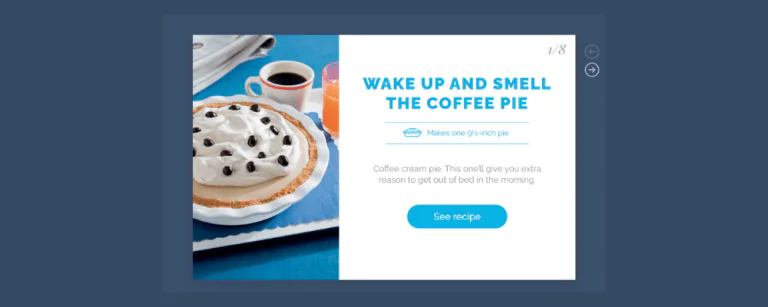 1/8
WAKE UP AND SMELL
THE COFFEE PIE
Makes one 9½-inch pie
Coffee cream pie. This one'll give you extra
reason to get out of bed in the morning.
See recipe